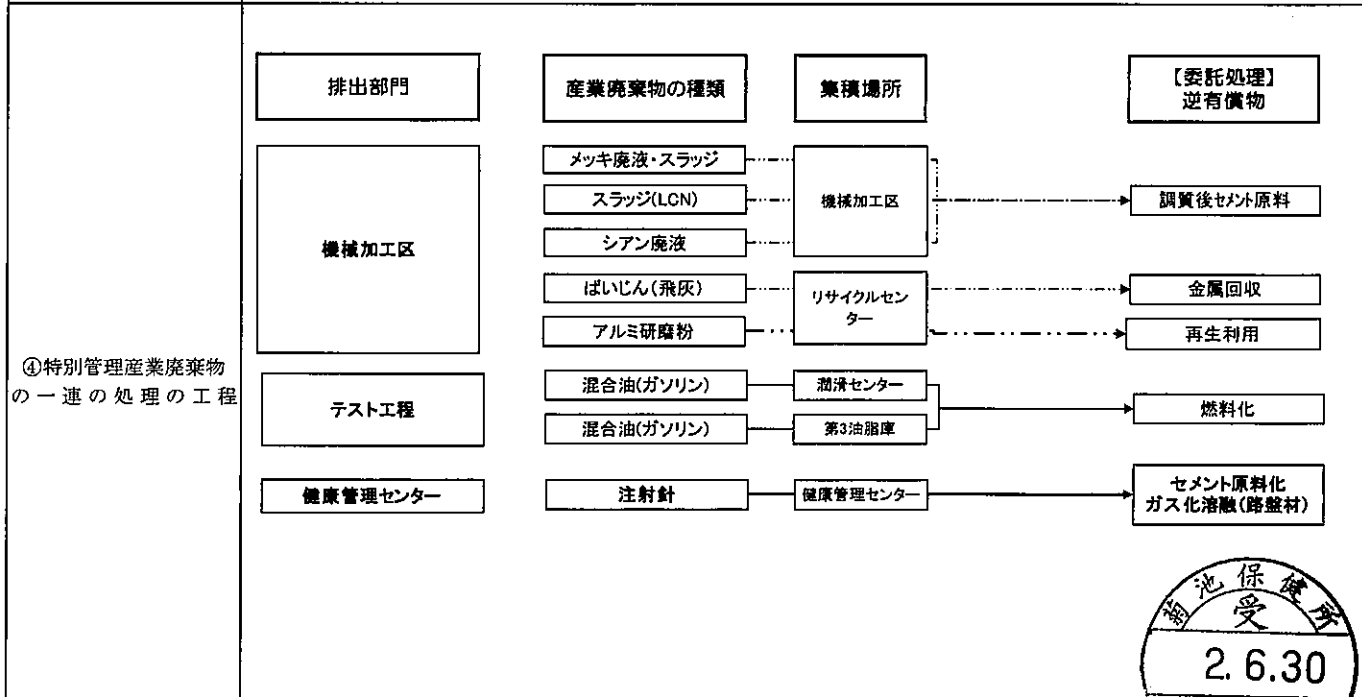 ④特別管理産業廃棄物
の一連の処理の工程
排出部門
産業廃棄物の種類
集積場所
【委託処理】
逆有償物
機械加工区
メッキ廃液・スラッジ
スラッジ(LCN)
シアン廃液
機械加工区
調質後セメント原料
ばいじん(飛灰)
アルミ研磨粉
リサイクルセン
ター
金属回収
再生利用
テスト工程
混合油(ガソリン)
潤滑センター
混合油(ガソリン)
第3油脂庫
燃料化
健康管理センター
注射針
健康管理センター
セメント原料化
ガス化溶融(路盤材)
菊池保健所
受
2.6.30